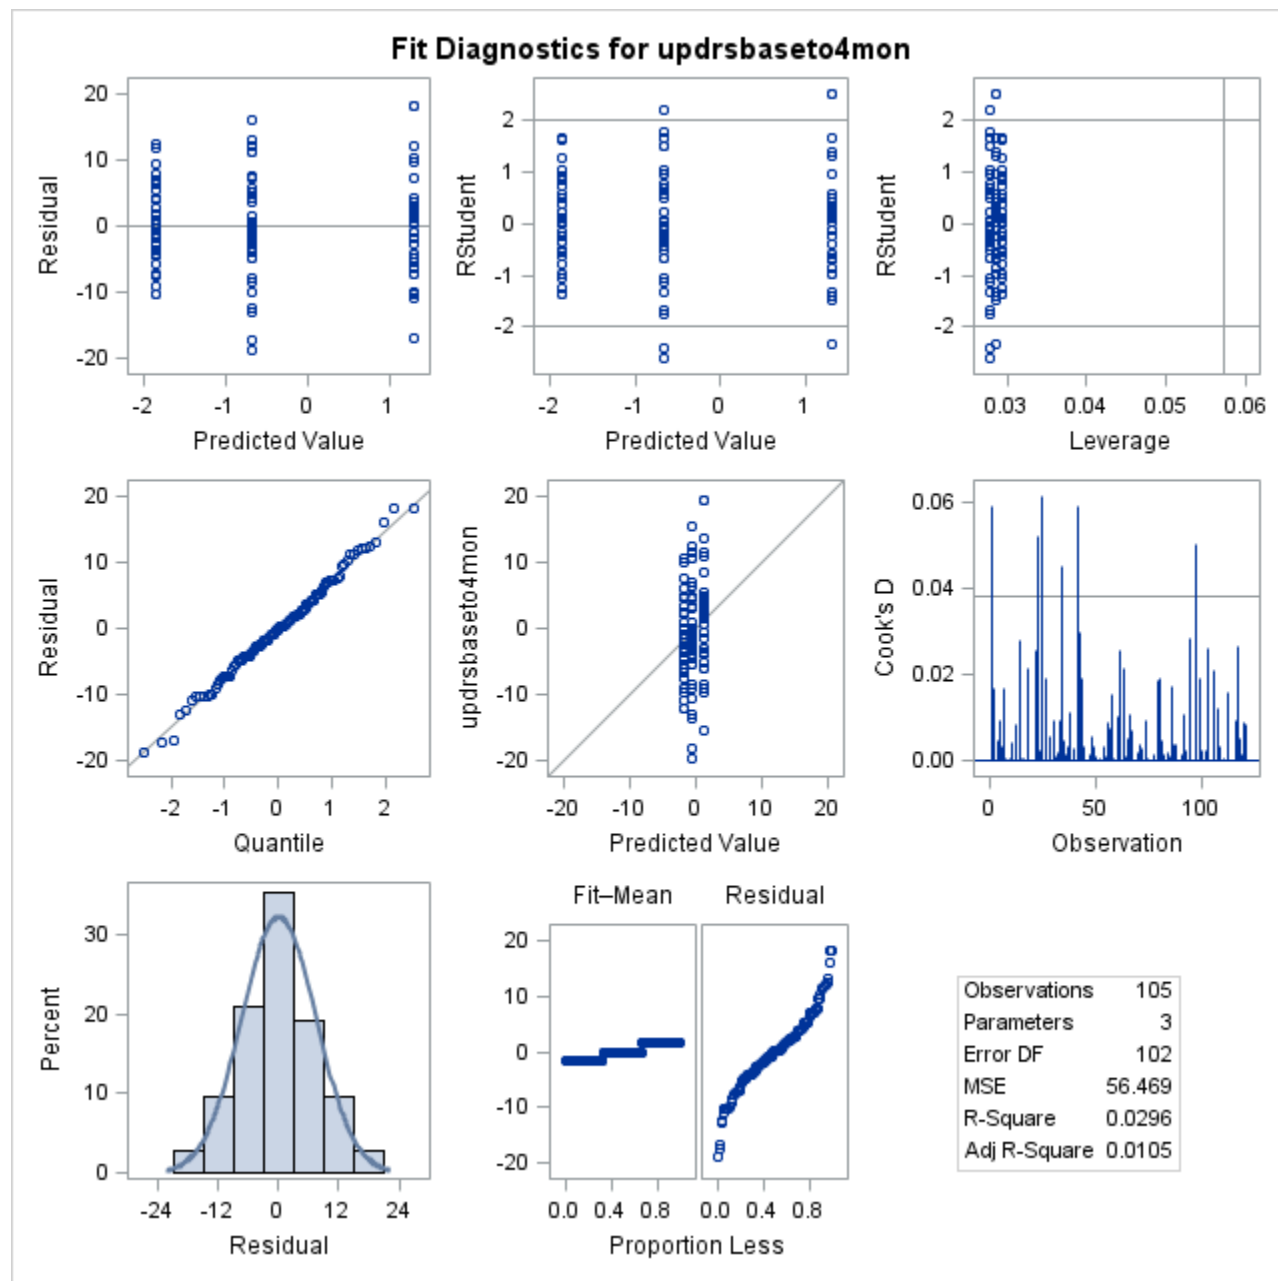 Fit Diagnostics for updrsbaseto4mon
20
10
0
-10
-20
Residual
-2 -1 0 1
Predicted Value
2
1
0
-1
-2
RStudent
-2 -1 0 1
Predicted Value
2
1
0
-1
-2
RStudent
0.03 0.04 0.05 0.06
Leverage
20
10
0
-10
-20
Residual
-2 -1 0 1 2
Quantile
20
10
0
-10
-20
updrsbaseto4mon
-20 -10 0 10 20
Predicted Value
0.06
0.04
0.02
0.00
Cook's D
0 50 100
Observation
30
20
10
0
Percent
-24 -12 0 12 24
Residual
Fit–Mean Residual
20
10
0
-10
-20
0.0 0.4 0.8 0.0 0.4 0.8
Proportion Less
Observations 105
Parameters 3
Error DF 102
MSE 56.469
R-Square 0.0296
Adj R-Square 0.0105